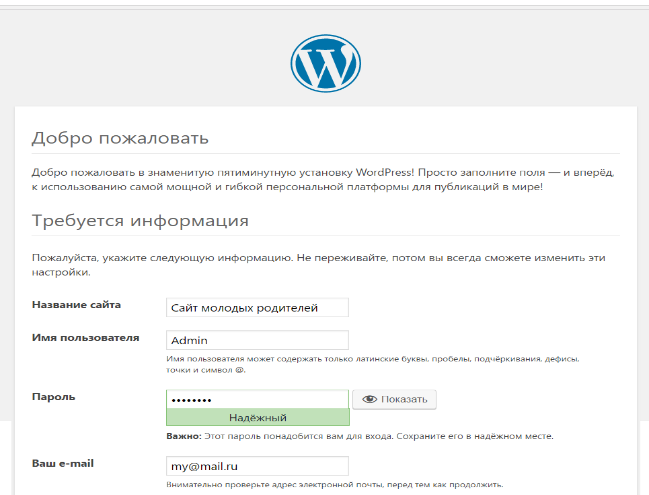 Добро пожаловать
Добро пожаловать в знаменитую пятиминутную установку WordPress! Просто заполните поля — и вперёд,
к использованию самой мощной и гибкой персональной платформы для публикаций в мире!
Требуется информация
Пожалуйста, укажите следующую информацию. Не переживайте, потом вы всегда сможете изменить эти
настройки.
Название сайта Сайт молодых родителей
Имя пользователя Admin
Имя пользователя может содержать только латинские буквы, пробелы, подчёркивания, дефисы,
точки и символ @.
Пароль •••••••• Показать
Надёжный
Важно: Этот пароль понадобится вам для входа. Сохраните его в надёжном месте.
Ваш e-mail my@mail.ru
Внимательно проверьте адрес электронной почты, перед тем как продолжить.